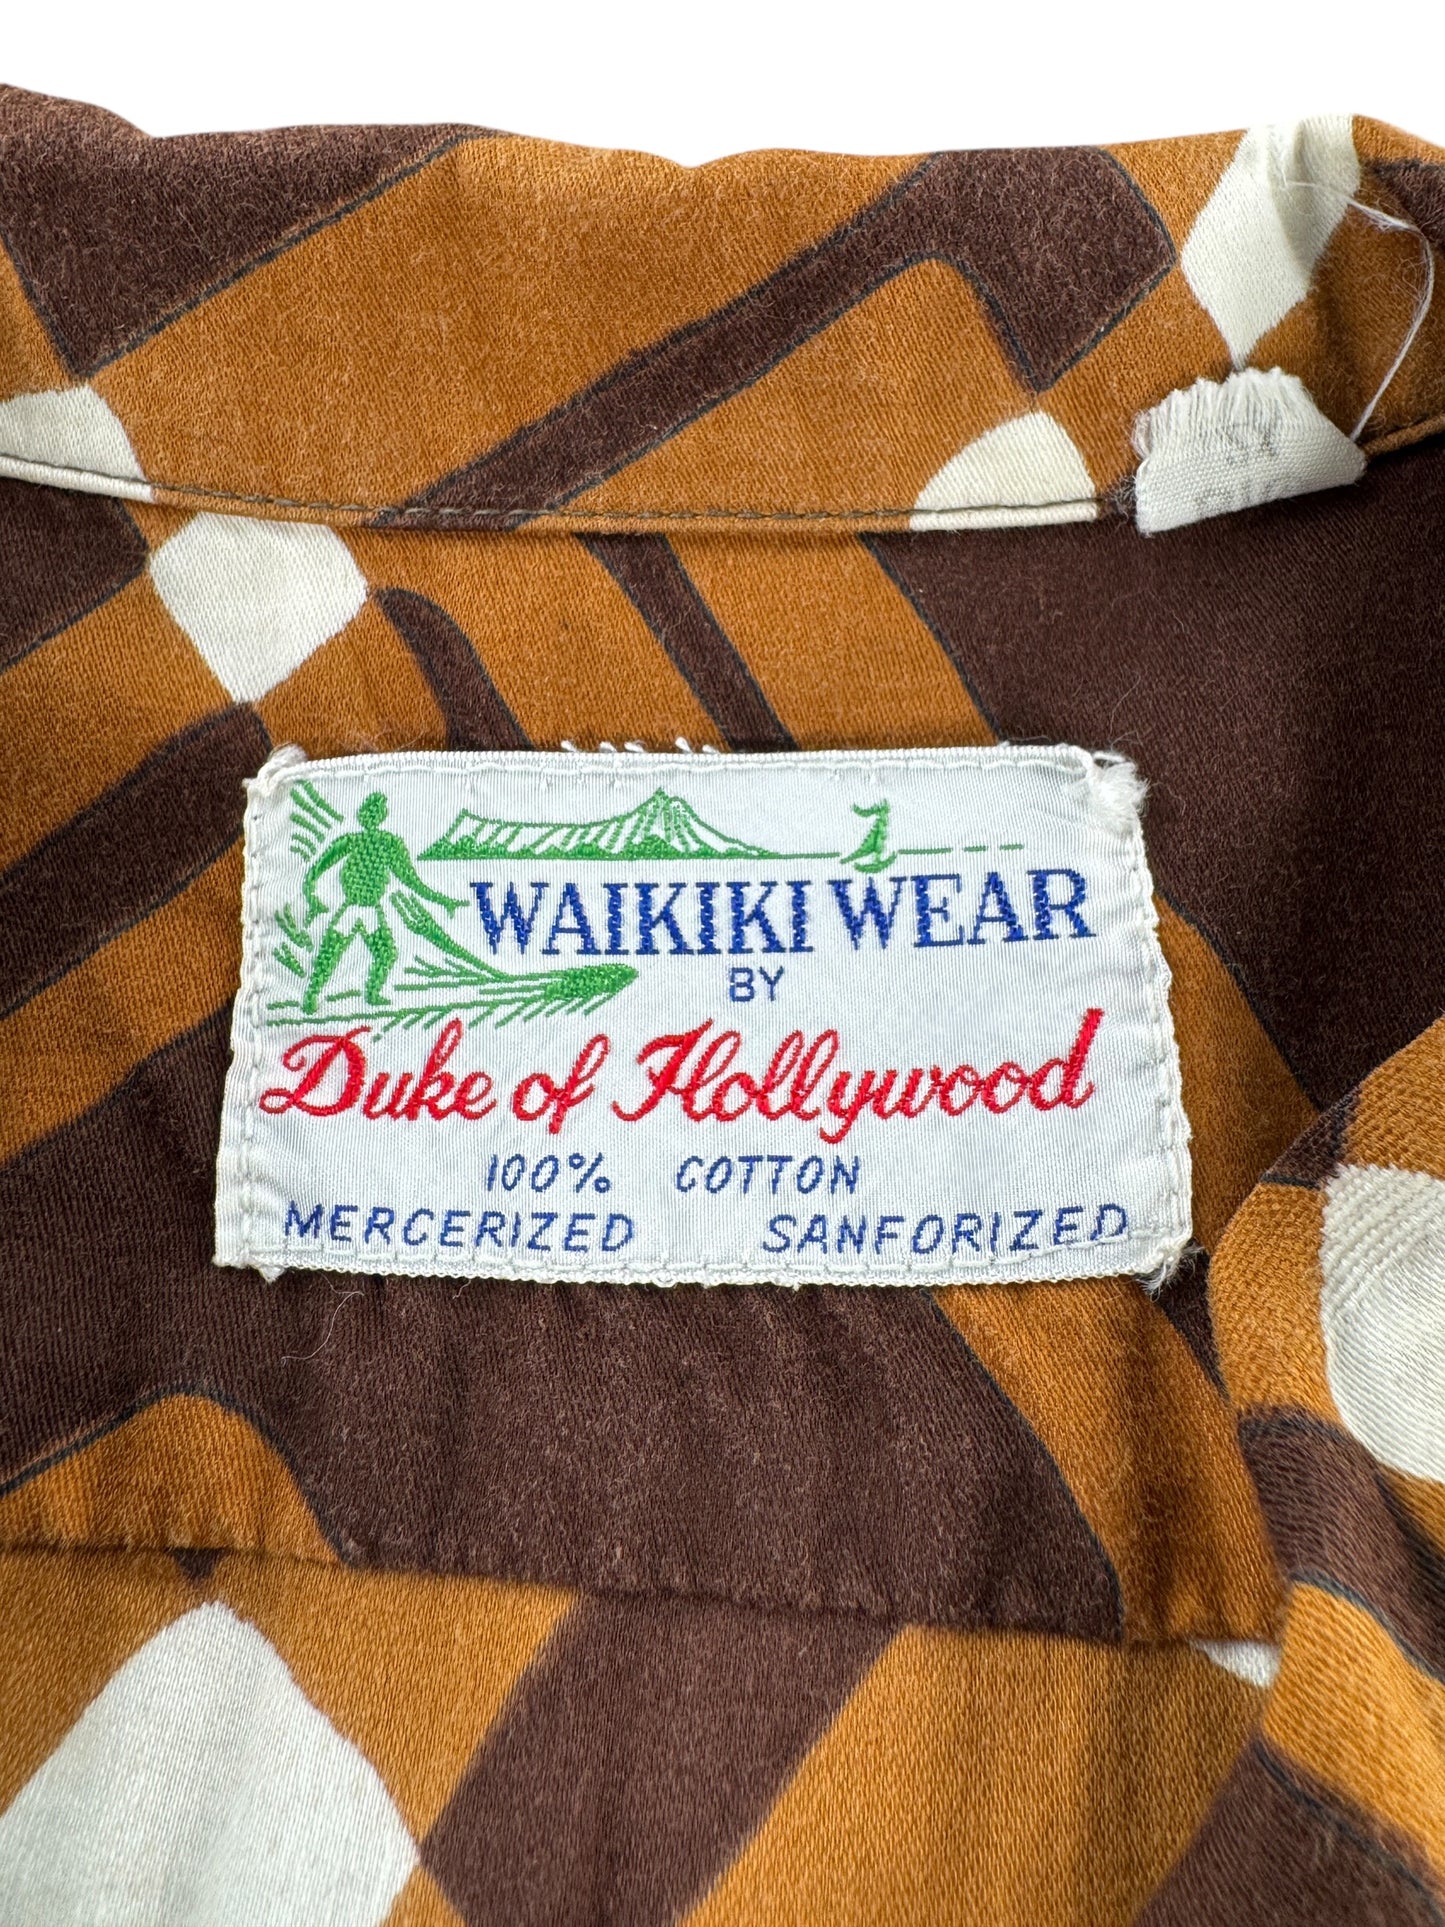 WAIKIKI WEAR
BY
Duke of Hollywood
100% COTTON
MERCERIZED SANFORIZED